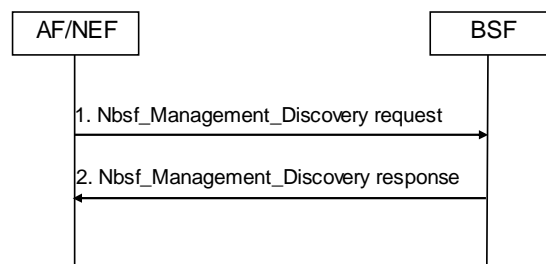 AF/NEF
BSF
1. Nbsf_Management_Discovery request
2. Nbsf_Management_Discovery response